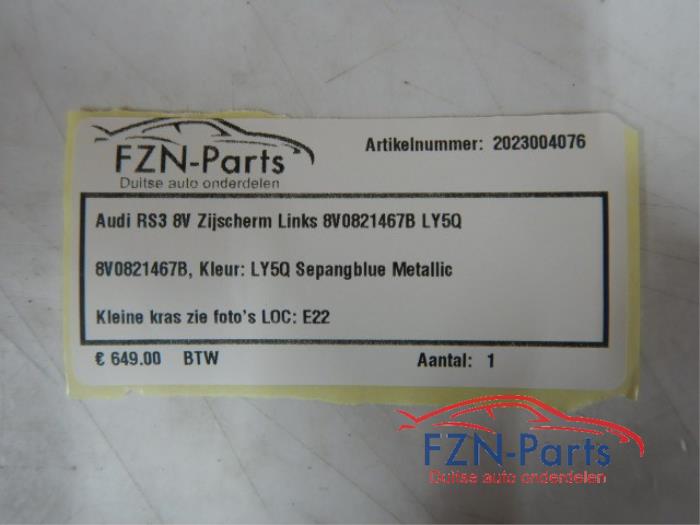 FZN-Parts
Duitse auto onderdelen
Artikelnummer: 2023004076
Audi RS3 8V Zijscherm Links 8V0821467B LY5Q
8V0821467B, Kleur: LY5Q Sepangblue Metallic
Kleine kras zie foto's LOC: E22
€ 649.00 BTW
Aantal: 1
FZN-Parts
Duitse auto onderdelen